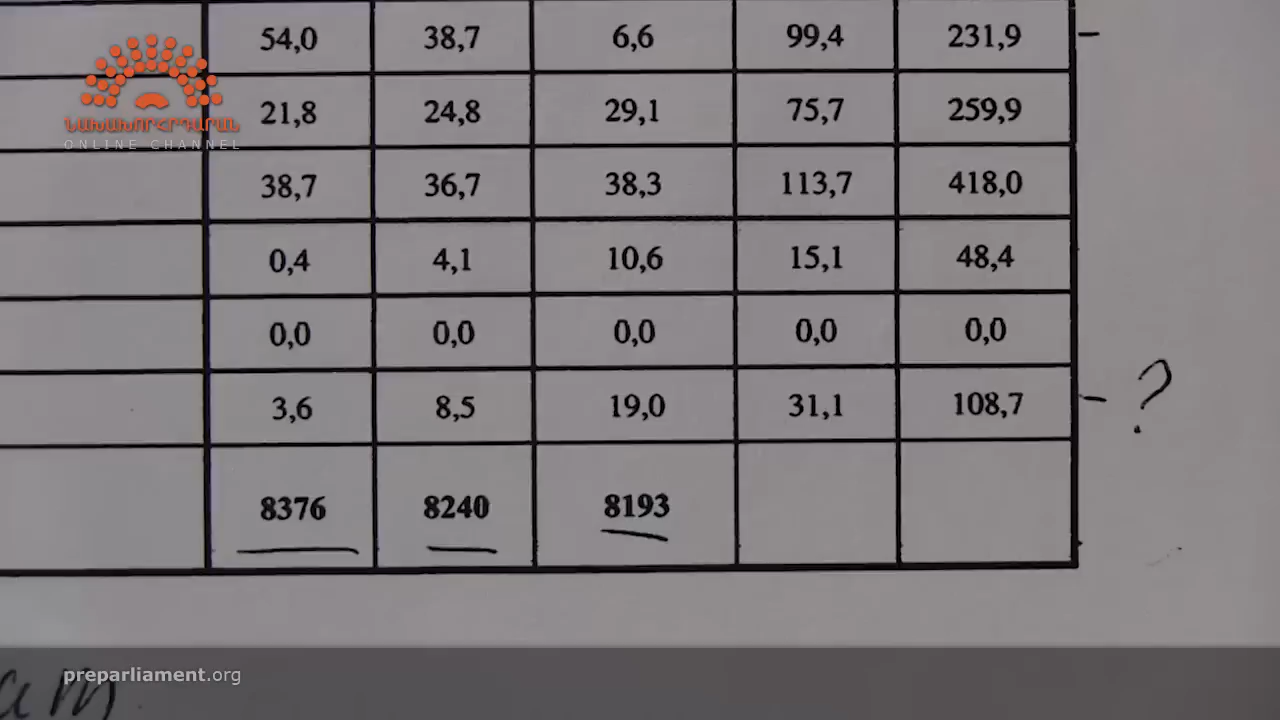 54,0 38,7 6,6 99,4 231,9 –
ՆԱԽԱԽՈՐՀՐԴԱՐԱՆ
ONLINE CHANNEL
21,8 24,8 29,1 75,7 259,9
38,7 36,7 38,3 113,7 418,0
0,4 4,1 10,6 15,1 48,4
0,0 0,0 0,0 0,0 0,0
3,6 8,5 19,0 31,1 108,7 – ?
8376 8240 8193
preparliament.org